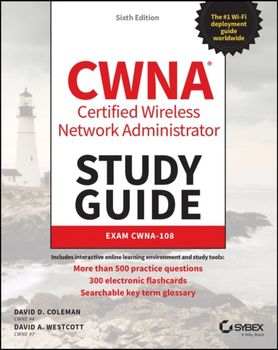 Sixth Edition
The #1 Wi-Fi
deployment
guide
worldwide
CWNA®
Certified Wireless
Network Administrator
STUDY
GUIDE
EXAM CWNA-108
Includes interactive online learning environment and study tools:
More than 500 practice questions
300 electronic flashcards
Searchable key term glossary
DAVID D. COLEMAN
CWNE #4
DAVID A. WESTCOTT
CWNE #7
SYBEX
A Wiley Brand